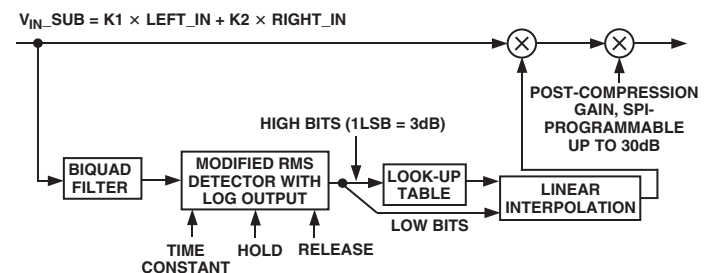 VIN_SUB = K1 × LEFT_IN + K2 × RIGHT_IN
POST-COMPRESSION
GAIN, SPI-
PROGRAMMABLE
UP TO 30dB
HIGH BITS (1LSB = 3dB)
BIQUAD
FILTER
MODIFIED RMS
DETECTOR WITH
LOG OUTPUT
LOOK-UP
TABLE
LINEAR
INTERPOLATION
LOW BITS
TIME
CONSTANT
HOLD
RELEASE